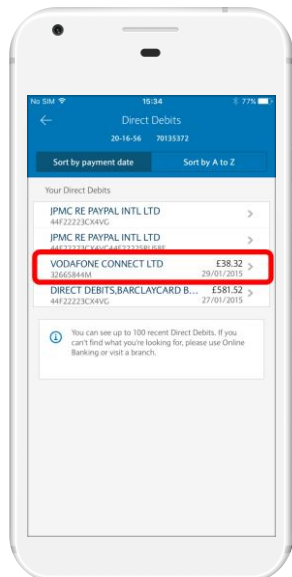 No SIM 15:34 77%
Direct Debits
20-16-56 70135372
Sort by payment date Sort by A to Z
Your Direct Debits
JPMC RE PAYPAL INTL LTD
44F22223CX4VG
JPMC RE PAYPAL INTL LTD
VODAFONE CONNECT LTD £38.32
32665844M 29/01/2015
DIRECT DEBITS,BARCLAYCARD B... £581.52
44F22223CX4VG 27/01/2015
You can see up to 100 recent Direct Debits. If you
can't find what you're looking for, please use Online
Banking or visit a branch.